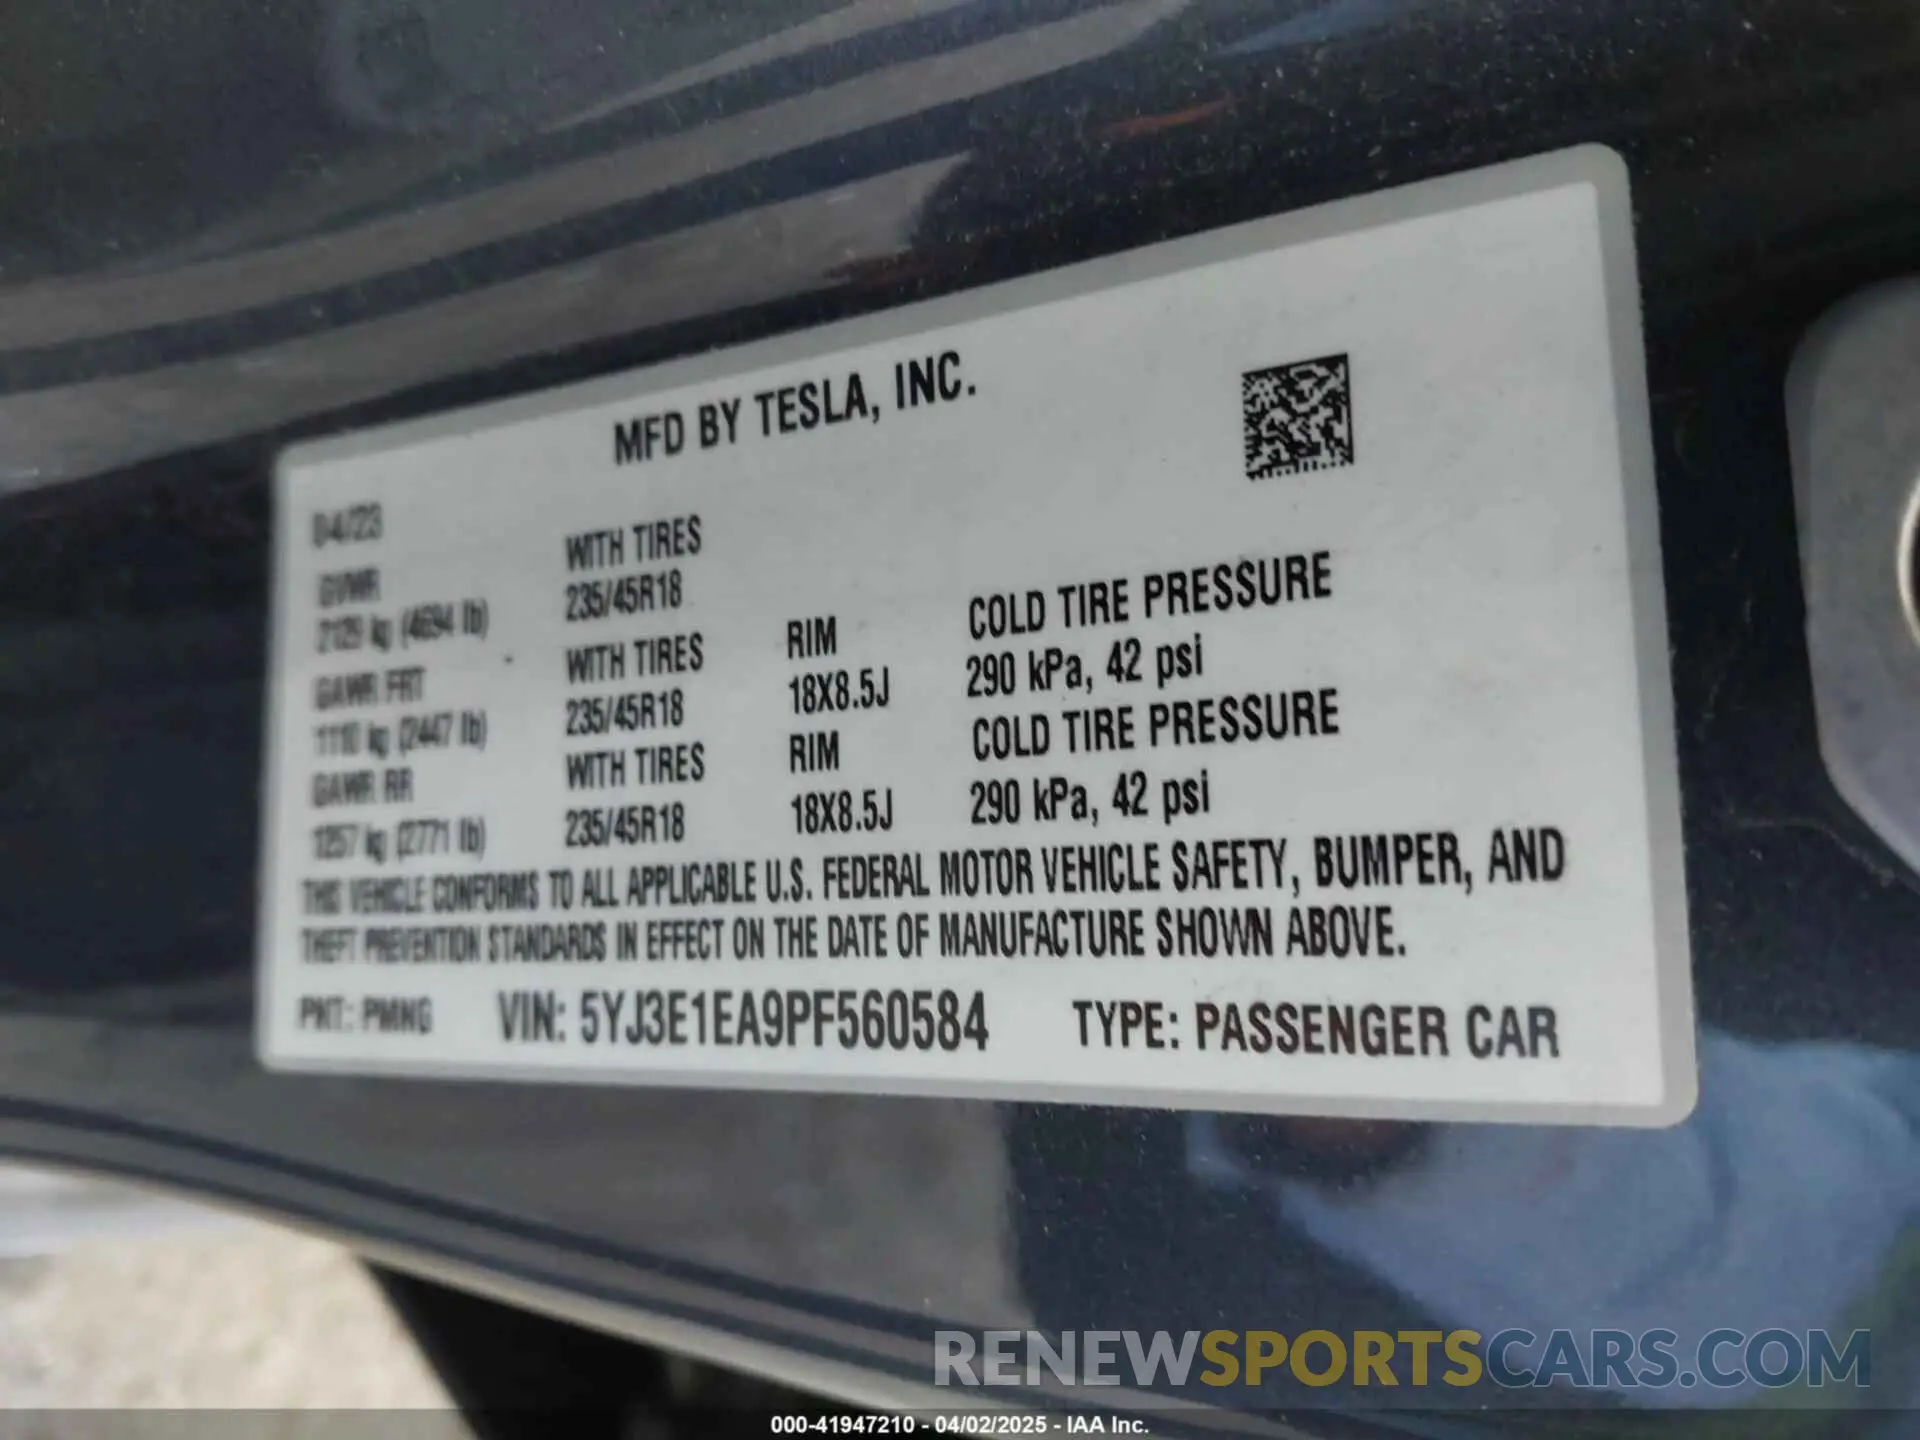 MFD BY TESLA, INC.
04/23
GVWR
2129 kg (4694 lb)
WITH TIRES
235/45R18
GAWR FRT
1110 kg (2447 lb)
WITH TIRES
235/45R18
RIM
18X8.5J
COLD TIRE PRESSURE
290 kPa, 42 psi
GAWR RR
1257 kg (2771 lb)
WITH TIRES
235/45R18
RIM
18X8.5J
COLD TIRE PRESSURE
290 kPa, 42 psi
THIS VEHICLE CONFORMS TO ALL APPLICABLE U.S. FEDERAL MOTOR VEHICLE SAFETY, BUMPER, AND
THEFT PREVENTION STANDARDS IN EFFECT ON THE DATE OF MANUFACTURE SHOWN ABOVE.
PNT: PMNG VIN: 5YJ3E1EA9PF560584 TYPE: PASSENGER CAR
RENEWSPORTSCARS.COM
000-41947210 - 04/02/2025 - IAA Inc.